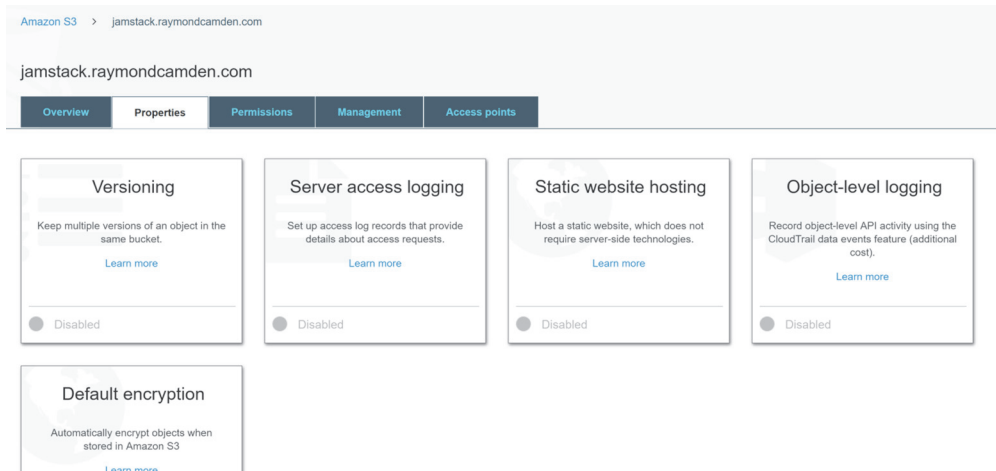 Amazon S3 > jamstack.raymondcamden.com
jamstack.raymondcamden.com
Overview Properties Permissions Management Access points
Versioning
Keep multiple versions of an object in the
same bucket.
Learn more
Disabled
Server access logging
Set up access log records that provide
details about access requests.
Learn more
Disabled
Static website hosting
Host a static website, which does not
require server-side technologies.
Learn more
Disabled
Object-level logging
Record object-level API activity using the
CloudTrail data events feature (additional
cost).
Learn more
Disabled
Default encryption
Automatically encrypt objects when
stored in Amazon S3
Learn more